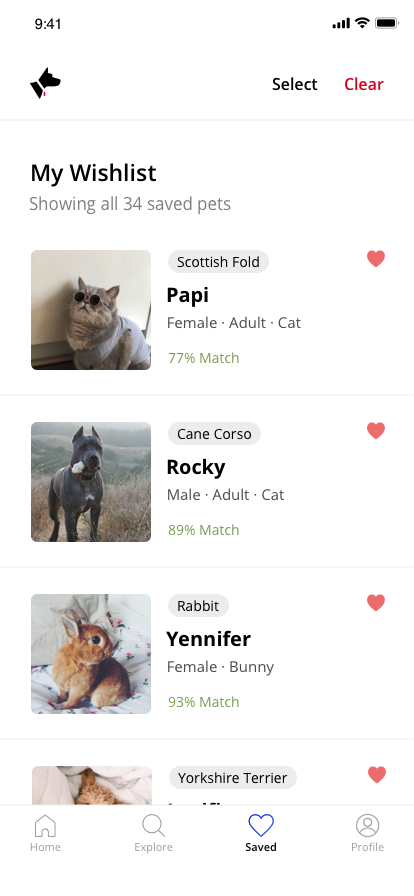 9:41
Select Clear
My Wishlist
Showing all 34 saved pets
Scottish Fold
Papi
Female · Adult · Cat
77% Match
Cane Corso
Rocky
Male · Adult · Cat
89% Match
Rabbit
Yennifer
Female · Bunny
93% Match
Yorkshire Terrier
Home Explore Saved Profile